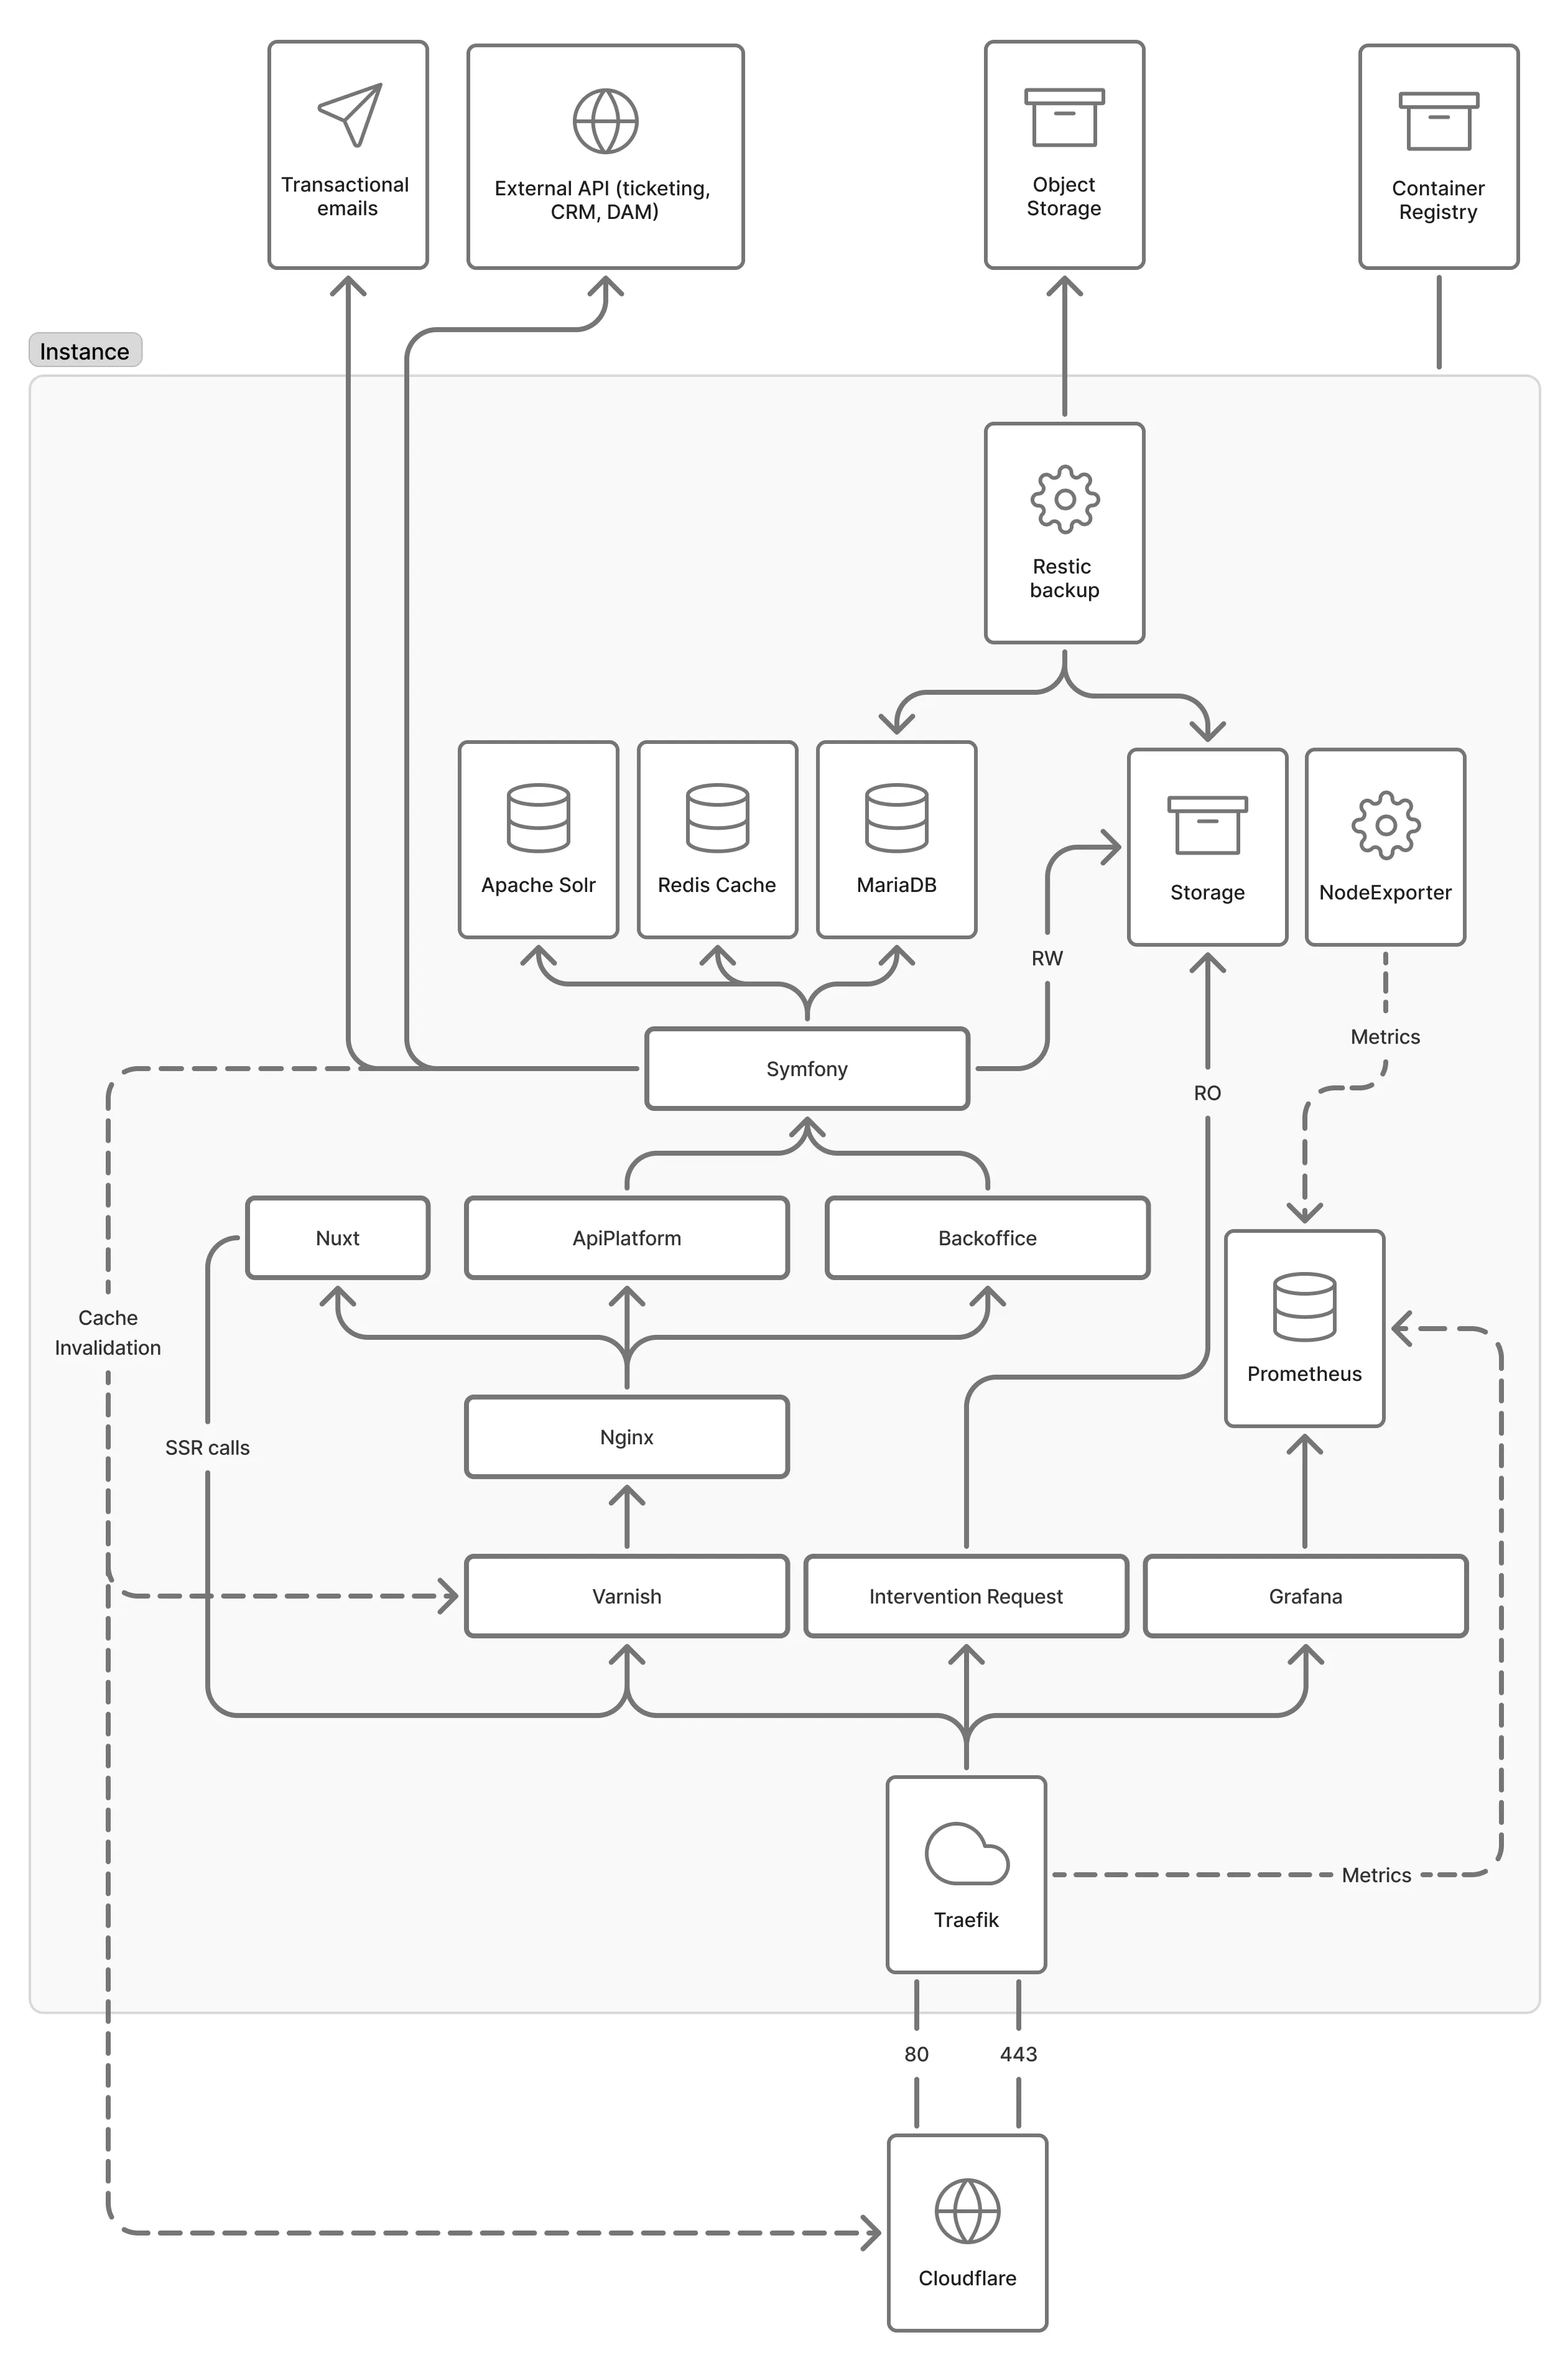 Transactional
emails
External API (ticketing,
CRM, DAM)
Object
Storage
Container
Registry
Instance
Restic
backup
Apache Solr
Redis Cache
MariaDB
Storage
NodeExporter
RW
Metrics
Symfony
RO
Nuxt
ApiPlatform
Backoffice
Cache
Invalidation
Prometheus
SSR calls
Nginx
Varnish
Intervention Request
Grafana
Metrics
Traefik
80
443
Cloudflare